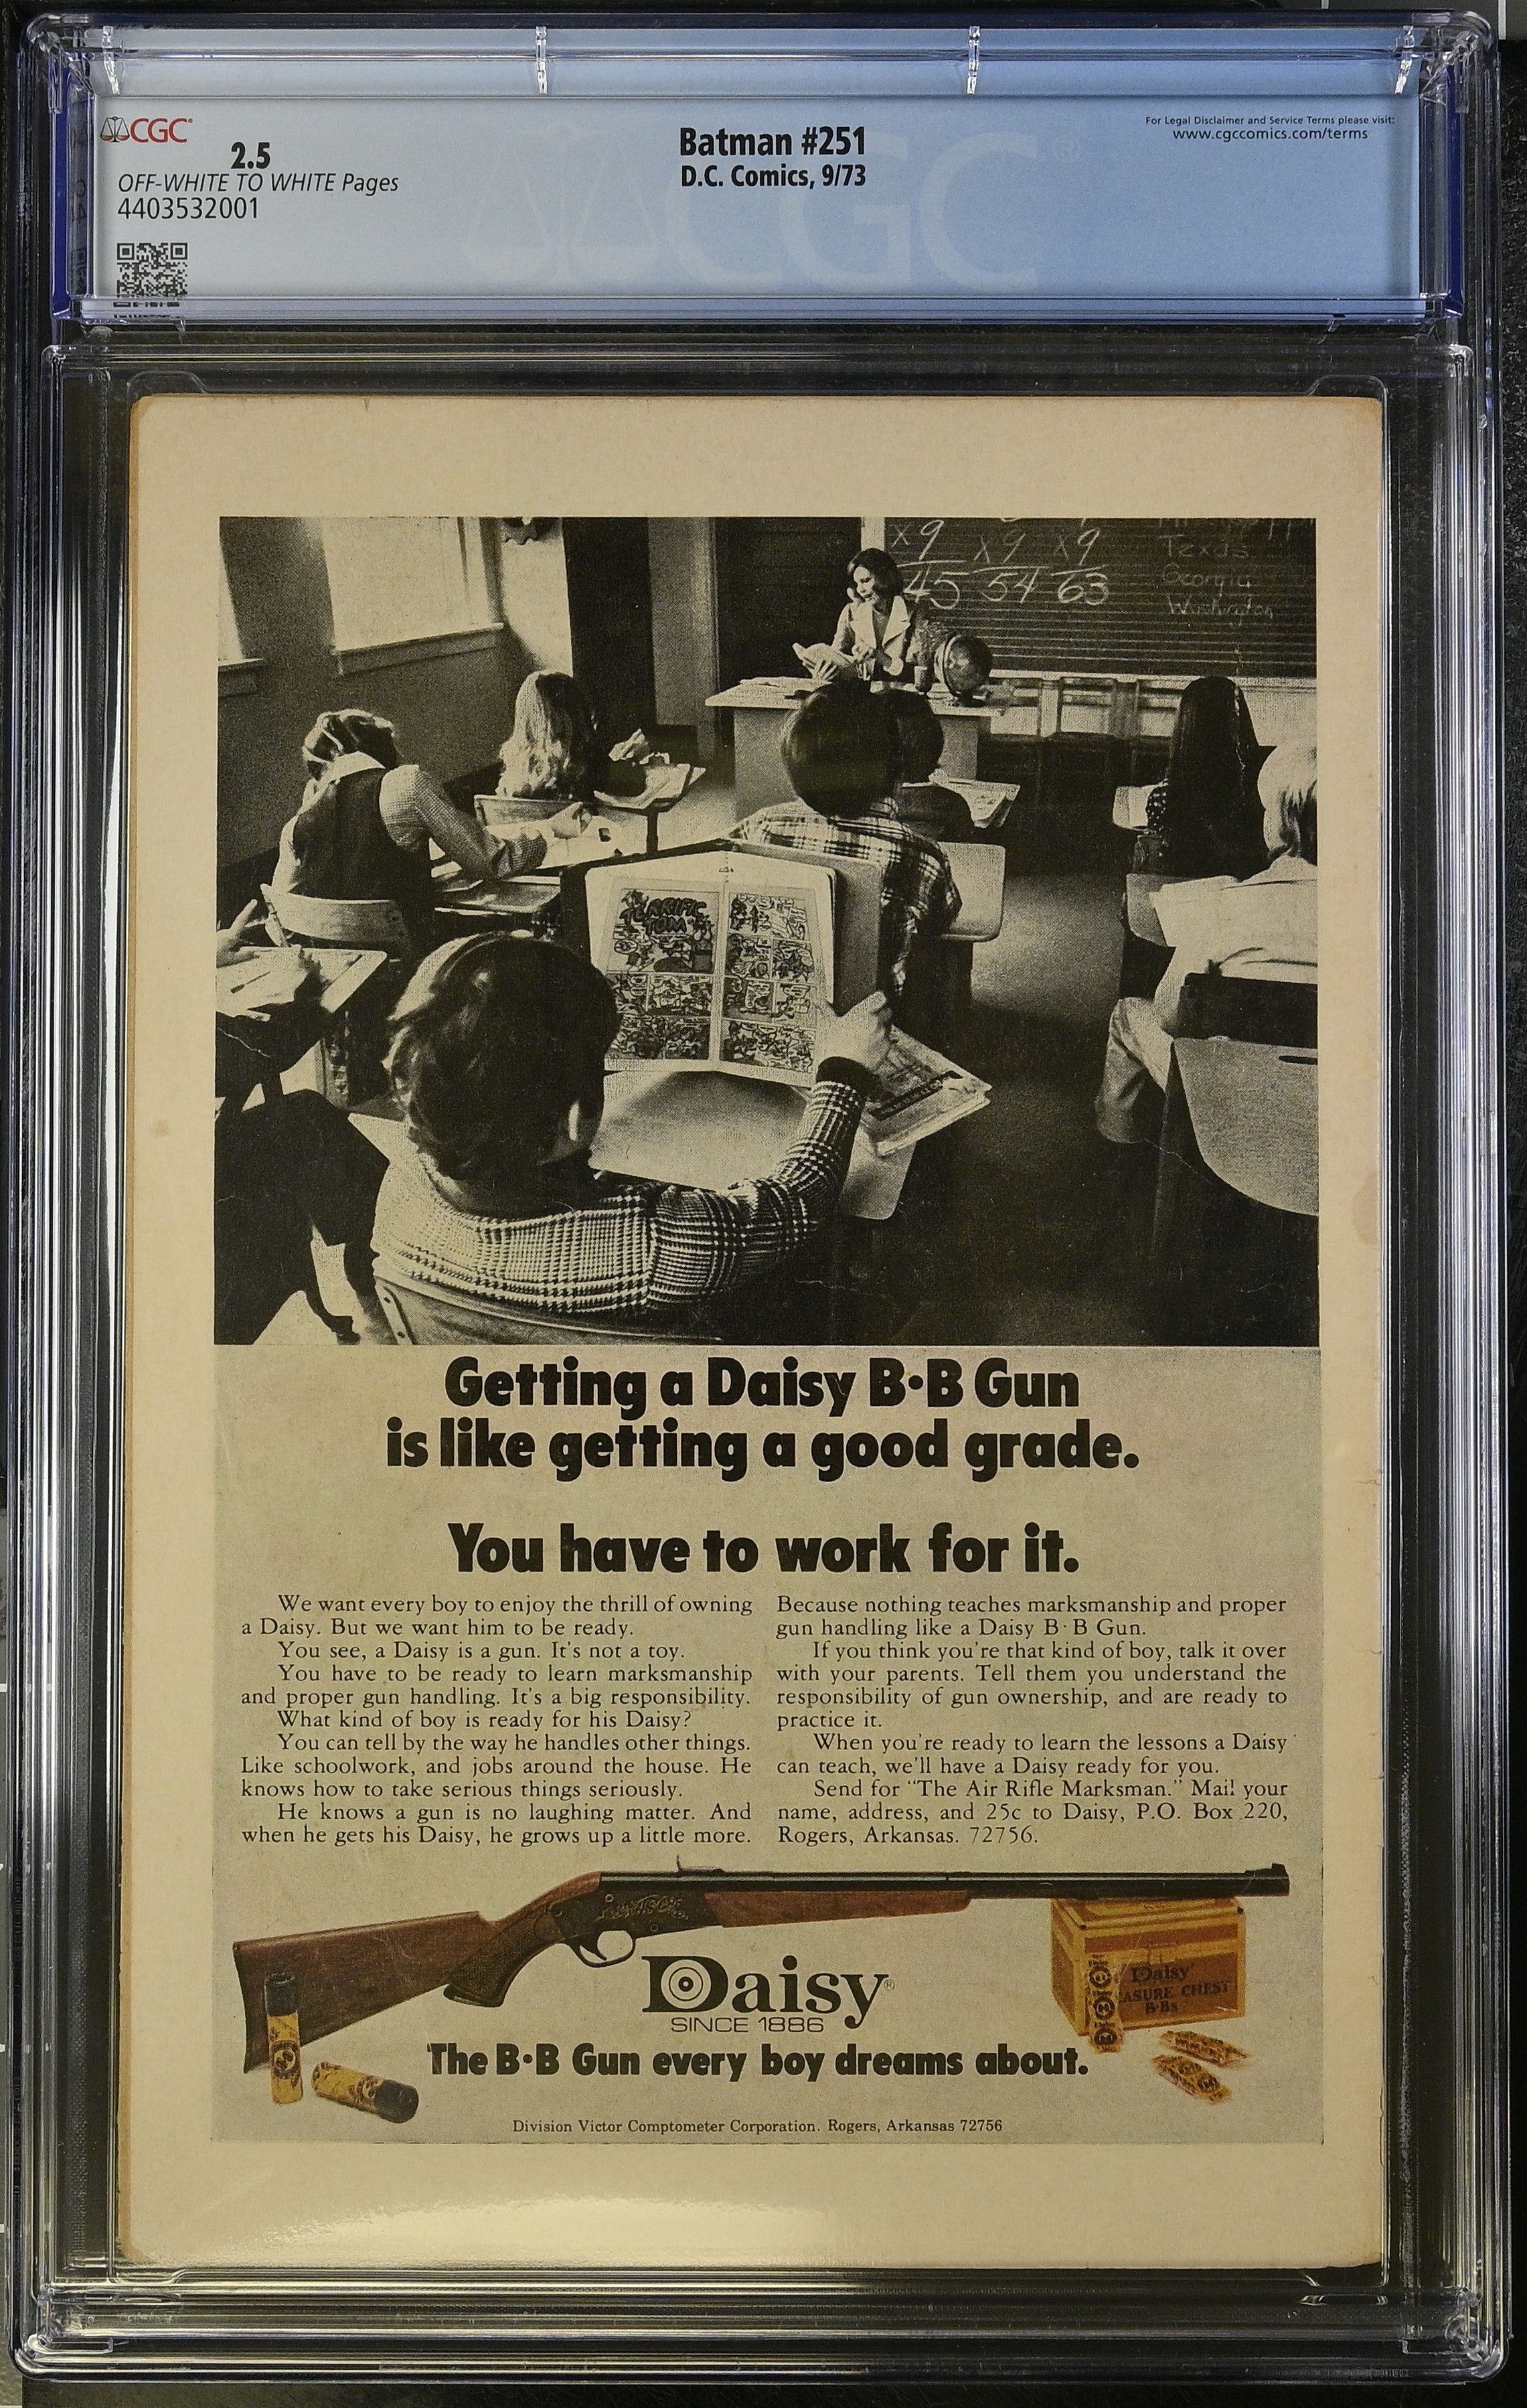 CGC
2.5
OFF-WHITE TO WHITE Pages
4403532001
Batman #251
D.C. Comics, 9/73
For Legal Disclaimer and Service Terms please visit:
www.cgccomics.com/terms
CGC®
x9 x9 x9
45 54 63
Texas
Georgia
Washington
TERRIFIC
TOM
Getting a Daisy B·B Gun
is like getting a good grade.
You have to work for it.
We want every boy to enjoy the thrill of owning
a Daisy. But we want him to be ready.
You see, a Daisy is a gun. It's not a toy.
You have to be ready to learn marksmanship
and proper gun handling. It's a big responsibility.
What kind of boy is ready for his Daisy?
You can tell by the way he handles other things.
Like schoolwork, and jobs around the house. He
knows how to take serious things seriously.
He knows a gun is no laughing matter. And
when he gets his Daisy, he grows up a little more.
Because nothing teaches marksmanship and proper
gun handling like a Daisy B·B Gun.
If you think you're that kind of boy, talk it over
with your parents. Tell them you understand the
responsibility of gun ownership, and are ready to
practice it.
When you're ready to learn the lessons a Daisy
can teach, we'll have a Daisy ready for you.
Send for "The Air Rifle Marksman." Mail your
name, address, and 25c to Daisy, P.O. Box 220,
Rogers, Arkansas. 72756.
Daisy®
SINCE 1886
Daisy
ASURE CHEST
B·Bs
The B·B Gun every boy dreams about.
Division Victor Comptometer Corporation. Rogers, Arkansas 72756